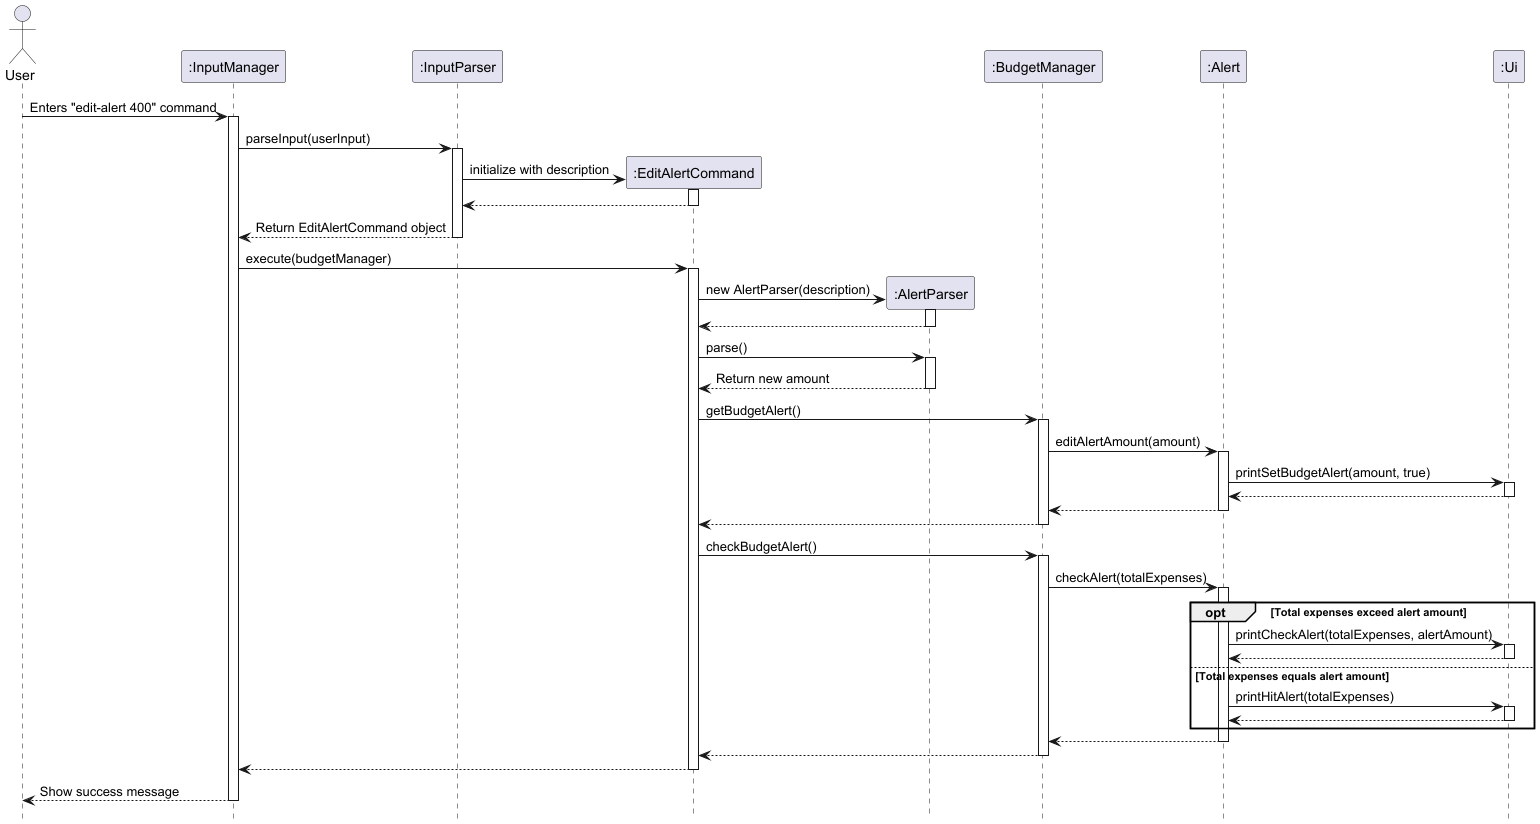 User
:InputManager
:InputParser
:BudgetManager
:Alert
:Ui
Enters "edit-alert 400" command
parseInput(userInput)
initialize with description
:EditAlertCommand
Return EditAlertCommand object
execute(budgetManager)
new AlertParser(description)
:AlertParser
parse()
Return new amount
getBudgetAlert()
editAlertAmount(amount)
printSetBudgetAlert(amount, true)
checkBudgetAlert()
checkAlert(totalExpenses)
opt [Total expenses exceed alert amount]
printCheckAlert(totalExpenses, alertAmount)
[Total expenses equals alert amount]
printHitAlert(totalExpenses)
Show success message